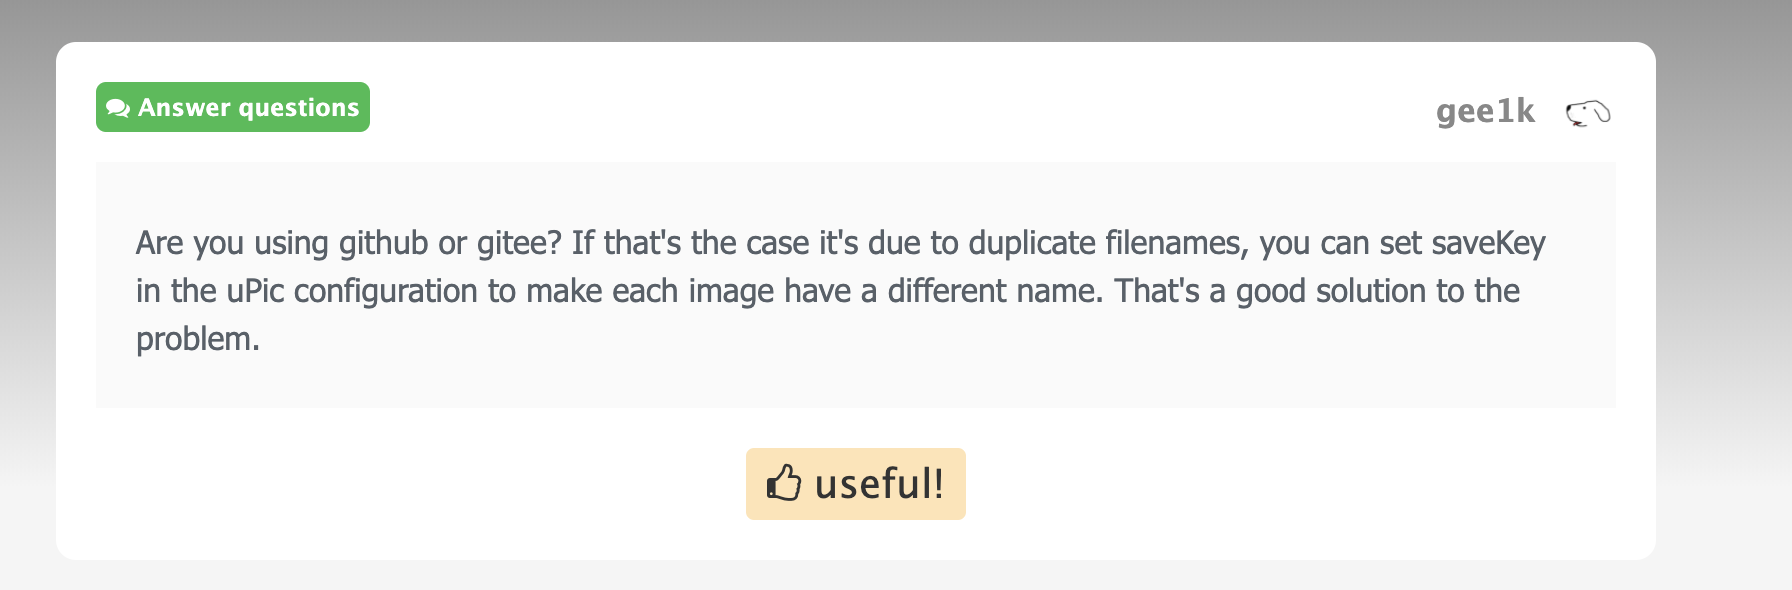 Answer questions
gee1k
Are you using github or gitee? If that's the case it's due to duplicate filenames, you can set saveKey
in the uPic configuration to make each image have a different name. That's a good solution to the
problem.
useful!